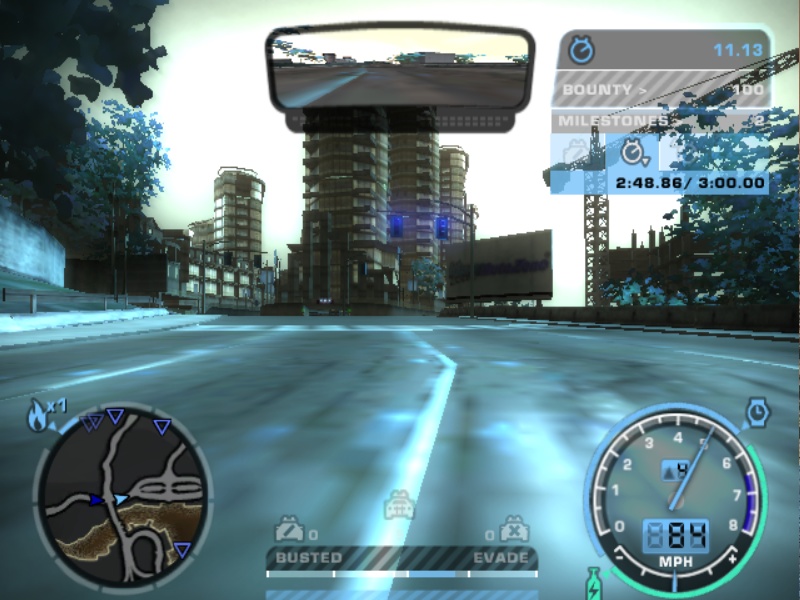 11.13
BOUNTY > 100
MILESTONES 2
2:48.86/ 3:00.00
x1
0 0
BUSTED EVADE
0 1 2 3 4 5 6 7 8
4
84
MPH